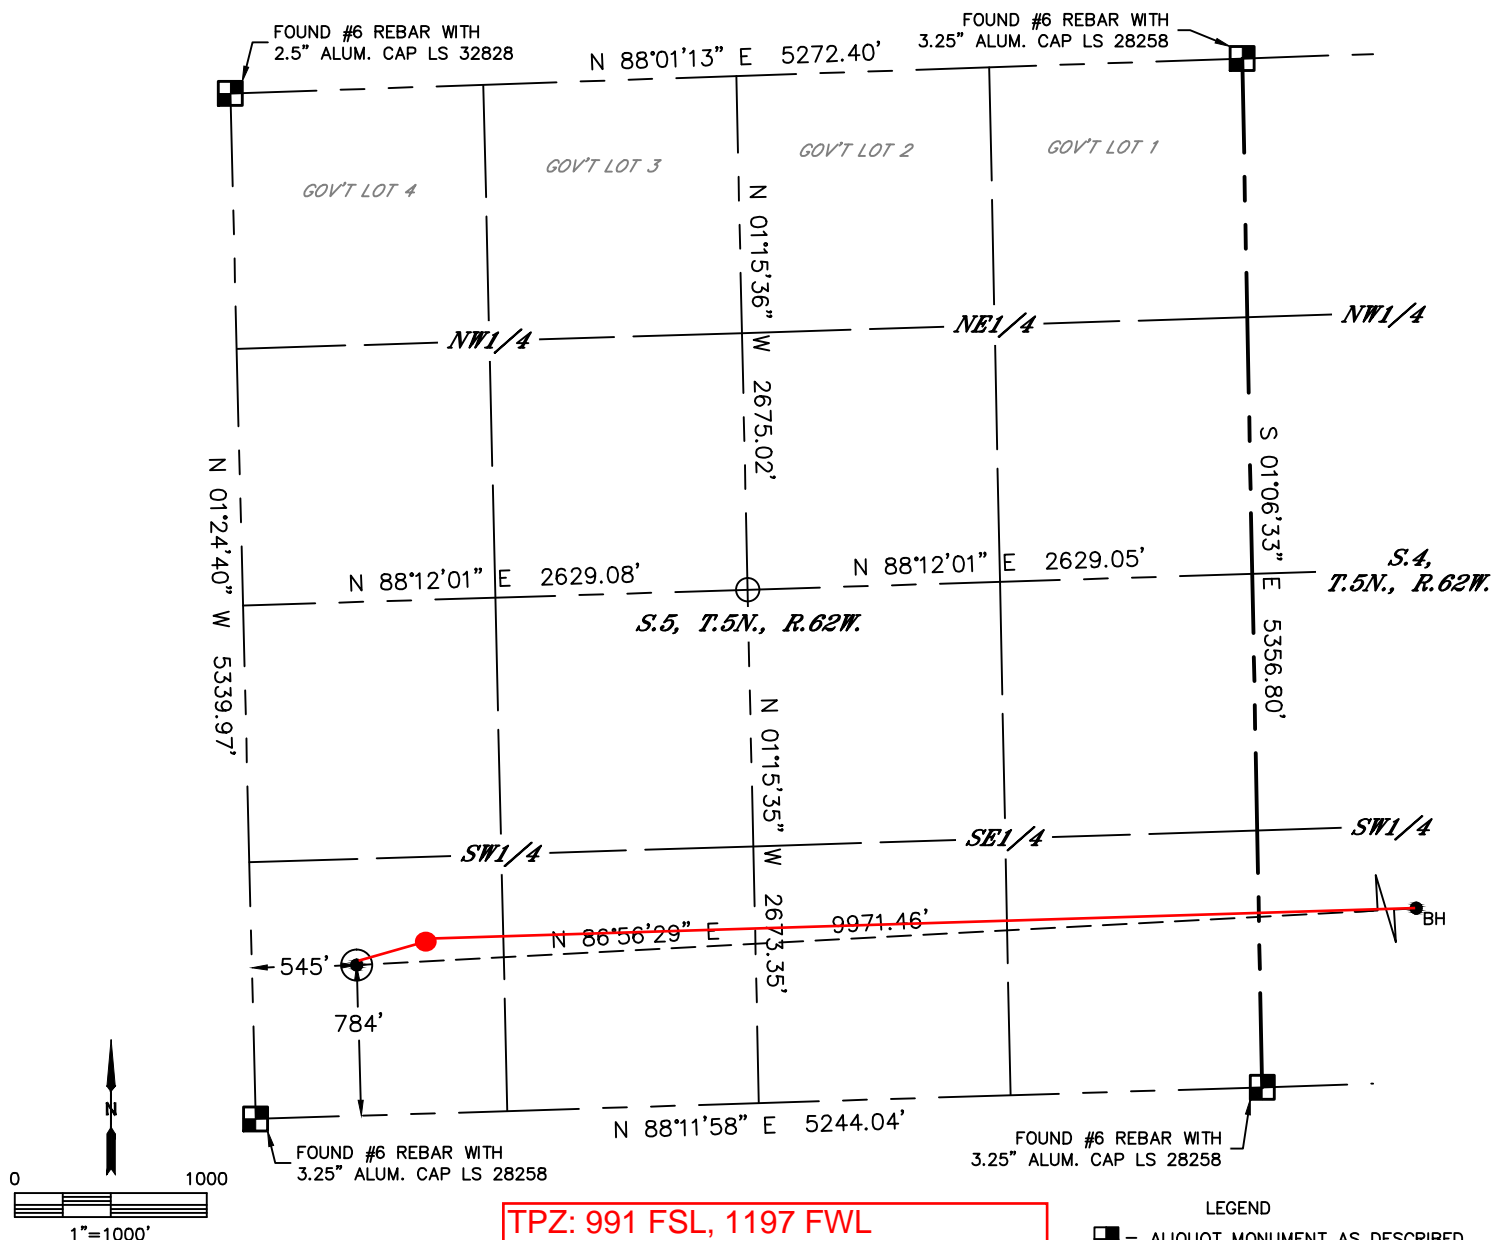 FOUND #6 REBAR WITH
2.5" ALUM. CAP LS 32828
FOUND #6 REBAR WITH
3.25" ALUM. CAP LS 28258
N 88°01'13" E 5272.40'
GOV'T LOT 4
GOV'T LOT 3
GOV'T LOT 2
GOV'T LOT 1
N 01°15'36" W 2675.02'
NW1/4
NE1/4
NW1/4
N 01°24'40" W 5339.97'
S 01°06'33" E 5356.80'
N 88°12'01" E 2629.08'
N 88°12'01" E 2629.05'
S.4,
T.5N., R.62W.
S.5, T.5N., R.62W.
N 01°15'35" W 2673.35'
SW1/4
SE1/4
SW1/4
N 86°56'29" E 9971.46'
BH
545'
784'
N
N 88°11'58" E 5244.04'
FOUND #6 REBAR WITH
3.25" ALUM. CAP LS 28258
FOUND #6 REBAR WITH
3.25" ALUM. CAP LS 28258
0 1000
1"=1000'
TPZ: 991 FSL, 1197 FWL
LEGEND
= ALIQUOT MONUMENT AS DESCRIBED